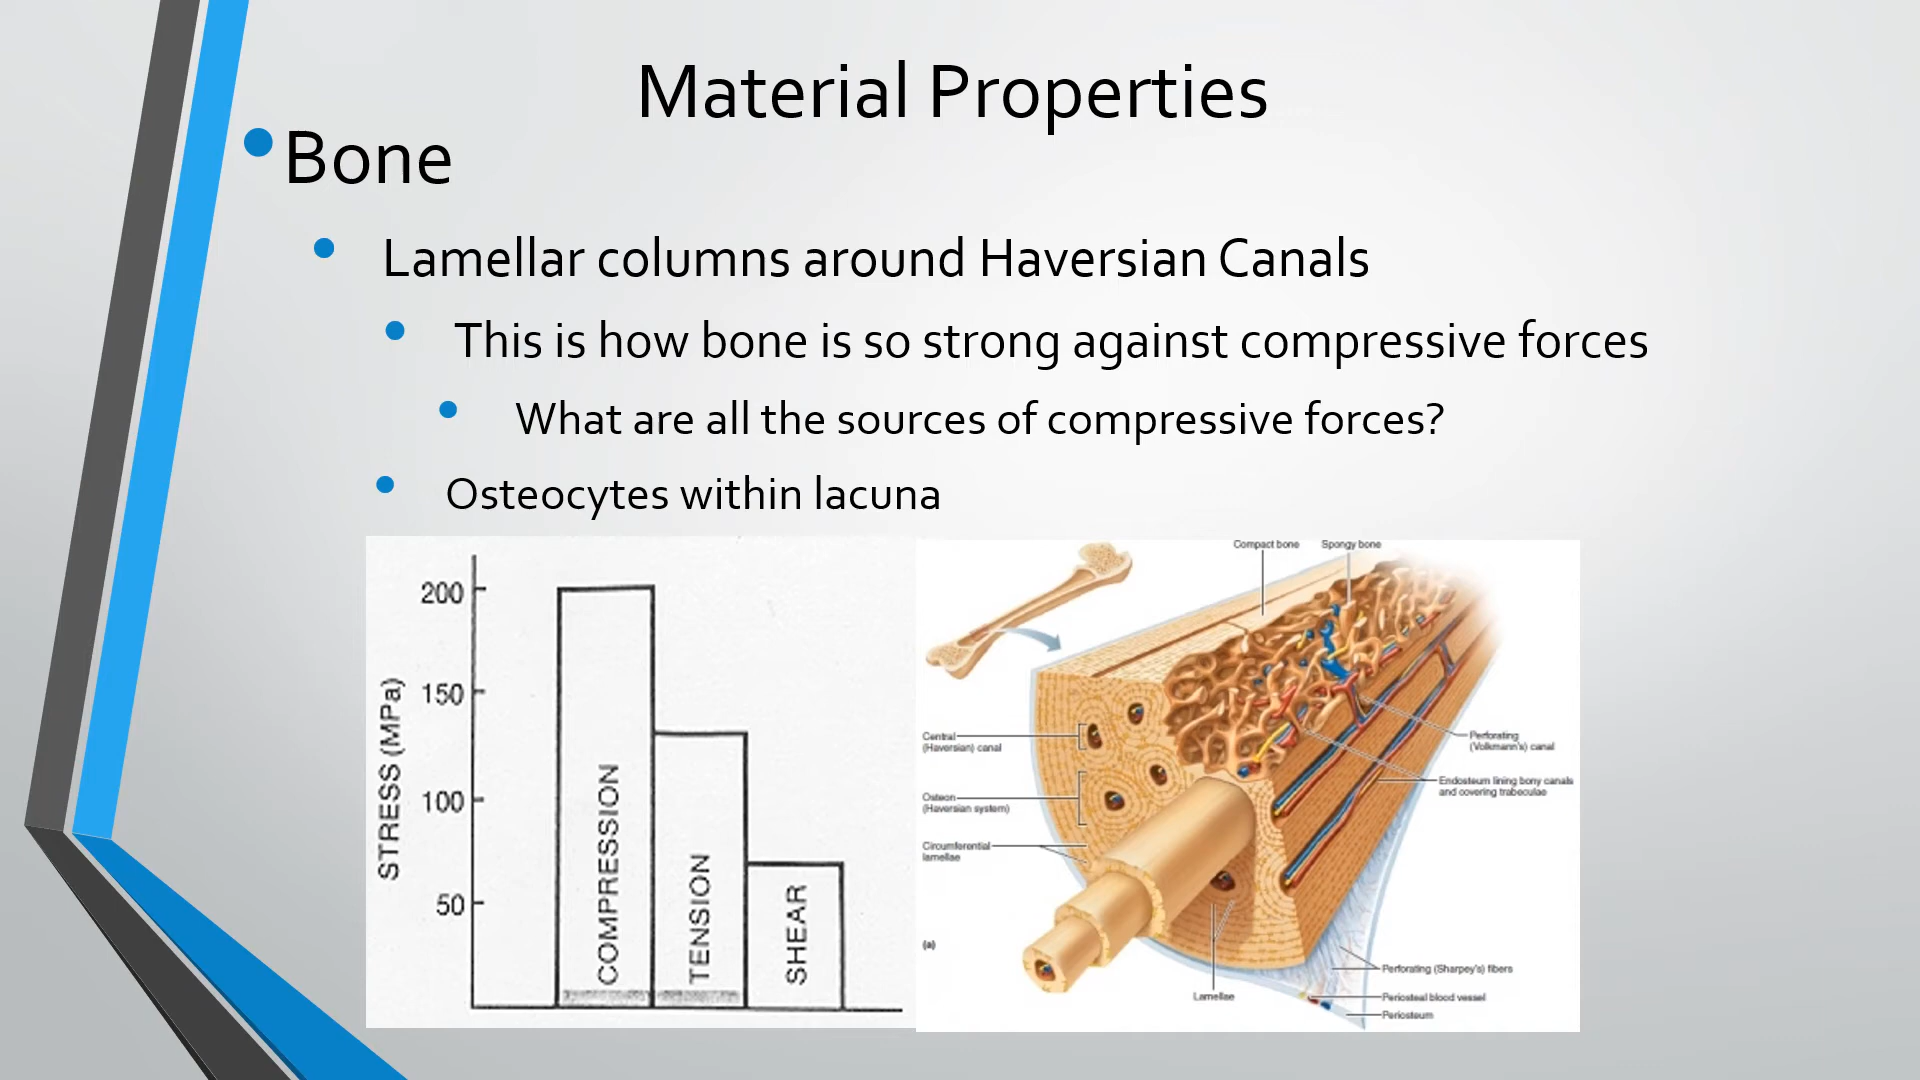 Material Properties
Bone
Lamellar columns around Haversian Canals
This is how bone is so strong against compressive forces
What are all the sources of compressive forces?
Osteocytes within lacuna
STRESS (MPa)
200
150
100
50
COMPRESSION
TENSION
SHEAR
Compact bone
Spongy bone
Central
(Haversian) canal
Osteon
(Haversian system)
Circumferential
lamellae
(a)
Lamellae
Perforating
(Volkmann's) canal
Endosteum lining bony canals
and covering trabeculae
Perforating (Sharpey's) fibers
Periosteal blood vessel
Periosteum